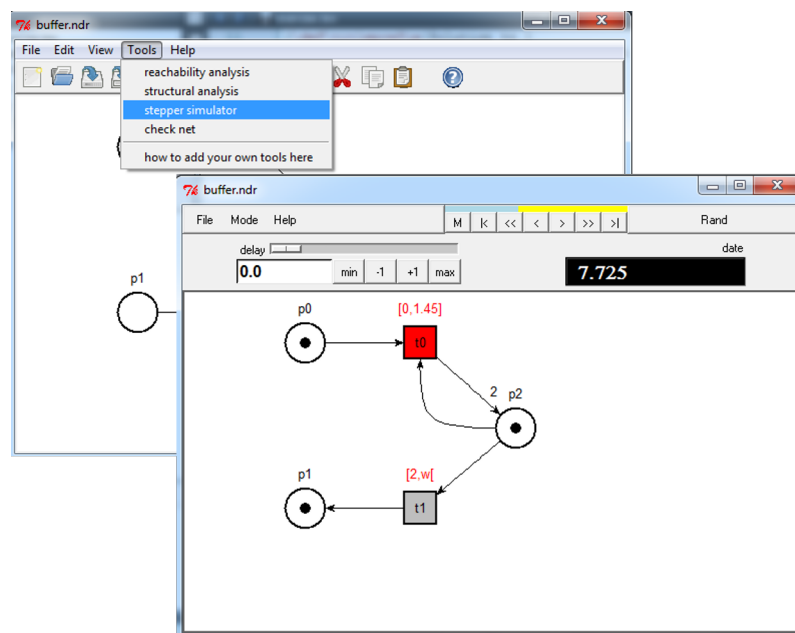 buffer.ndr
File Edit View Tools Help
reachability analysis
structural analysis
stepper simulator
check net
how to add your own tools here
p1
buffer.ndr
File Mode Help M |< << < > >> >| Rand
delay date
0.0 min -1 +1 max 7.725
p0 [0,1.45]
t0
2 p2
p1 [2,w[
t1